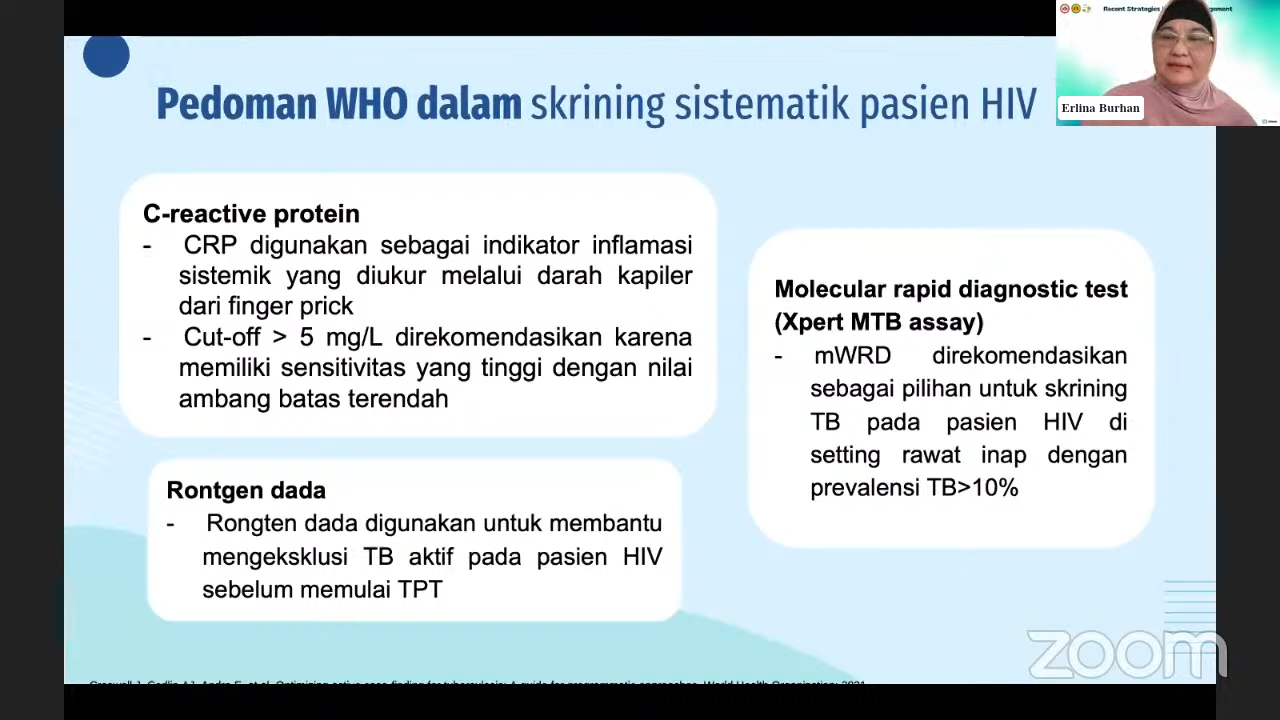 Recent Strategies
Erlina Burhan
Pedoman WHO dalam skrining sistematik pasien HIV
C-reactive protein
- CRP digunakan sebagai indikator inflamasi
sistemik yang diukur melalui darah kapiler
dari finger prick
- Cut-off > 5 mg/L direkomendasikan karena
memiliki sensitivitas yang tinggi dengan nilai
ambang batas terendah
Rontgen dada
- Rongten dada digunakan untuk membantu
mengeksklusi TB aktif pada pasien HIV
sebelum memulai TPT
Molecular rapid diagnostic test
(Xpert MTB assay)
- mWRD direkomendasikan
sebagai pilihan untuk skrining
TB pada pasien HIV di
setting rawat inap dengan
prevalensi TB>10%
zoom